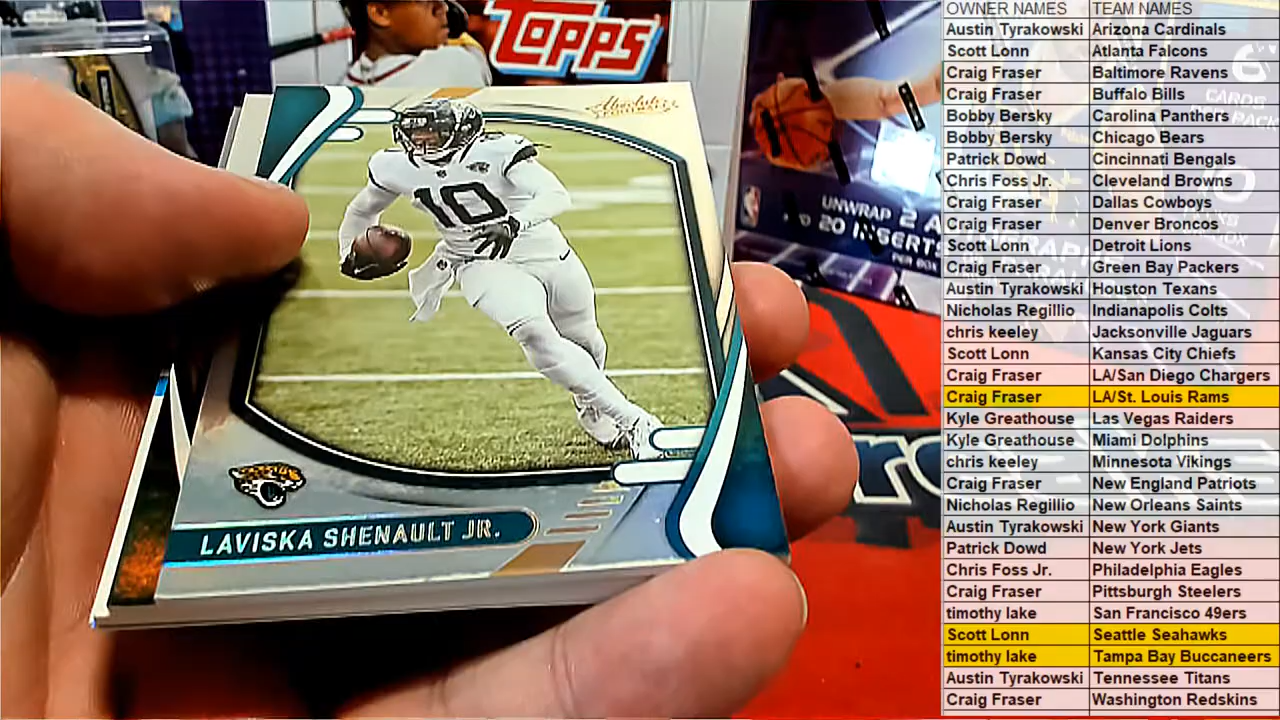 TOPPS
Absolute
FOOTBALL
10
LAVISKA SHENAULT JR.
UNWRAP 2 A
20 INSERTS
PER BOX
6
CARDS
PACK
OWNER NAMES TEAM NAMES
Austin Tyrakowski Arizona Cardinals
Scott Lonn Atlanta Falcons
Craig Fraser Baltimore Ravens
Craig Fraser Buffalo Bills
Bobby Bersky Carolina Panthers
Bobby Bersky Chicago Bears
Patrick Dowd Cincinnati Bengals
Chris Foss Jr. Cleveland Browns
Craig Fraser Dallas Cowboys
Craig Fraser Denver Broncos
Scott Lonn Detroit Lions
Craig Fraser Green Bay Packers
Austin Tyrakowski Houston Texans
Nicholas Regillio Indianapolis Colts
chris keeley Jacksonville Jaguars
Scott Lonn Kansas City Chiefs
Craig Fraser LA/San Diego Chargers
Craig Fraser LA/St. Louis Rams
Kyle Greathouse Las Vegas Raiders
Kyle Greathouse Miami Dolphins
chris keeley Minnesota Vikings
Craig Fraser New England Patriots
Nicholas Regillio New Orleans Saints
Austin Tyrakowski New York Giants
Patrick Dowd New York Jets
Chris Foss Jr. Philadelphia Eagles
Craig Fraser Pittsburgh Steelers
timothy lake San Francisco 49ers
Scott Lonn Seattle Seahawks
timothy lake Tampa Bay Buccaneers
Austin Tyrakowski Tennessee Titans
Craig Fraser Washington Redskins